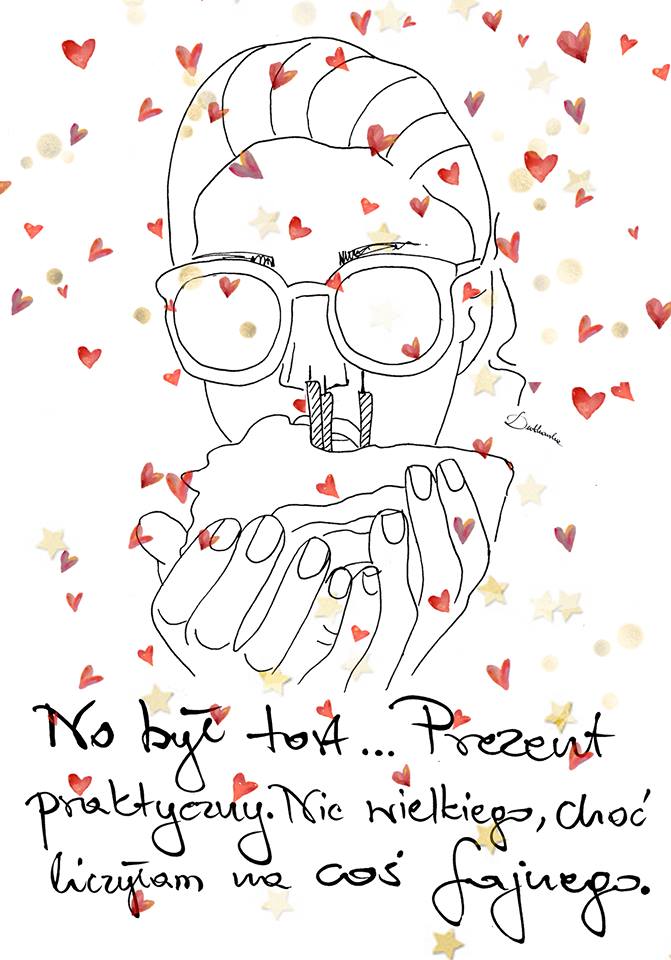 No był tort... Prezent
praktyczny. Nic wielkiego, choć
liczyłam na coś fajnego.